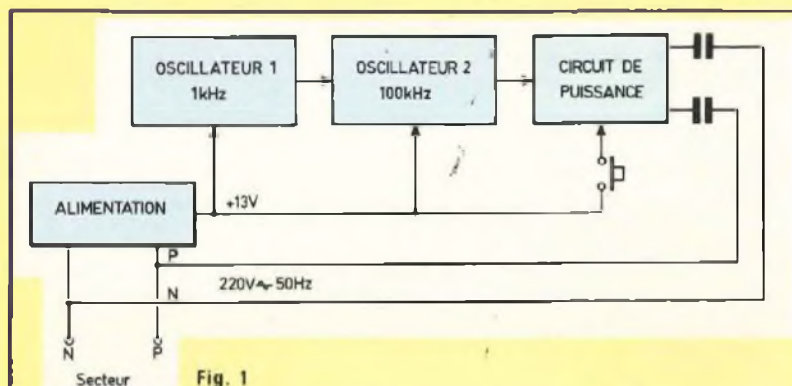 OSCILLATEUR 1
1kHz
OSCILLATEUR 2
100kHz
CIRCUIT DE
PUISSANCE
ALIMENTATION
+13V
P
220V~50Hz
N
N
P
Secteur
Fig. 1